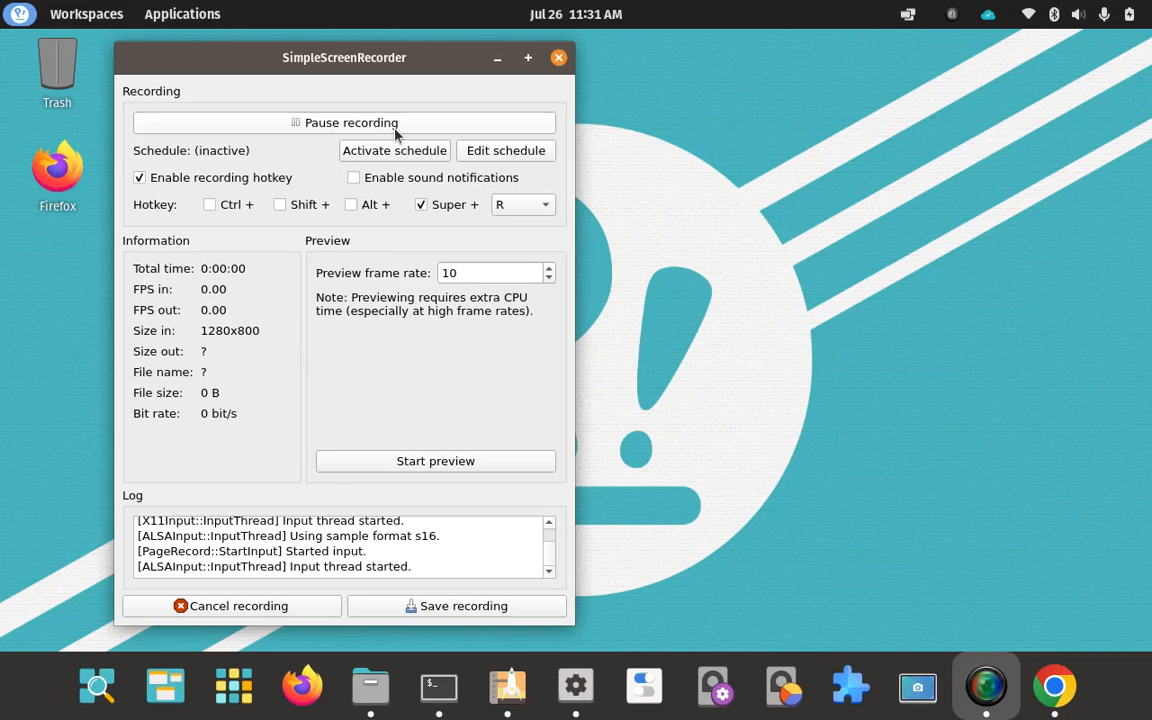 Workspaces Applications Jul 26 11:31 AM
Trash
Firefox
SimpleScreenRecorder
Recording
Pause recording
Schedule: (inactive) Activate schedule Edit schedule
Enable recording hotkey Enable sound notifications
Hotkey: Ctrl + Shift + Alt + Super + R
Information
Total time: 0:00:00
FPS in: 0.00
FPS out: 0.00
Size in: 1280x800
Size out: ?
File name: ?
File size: 0 B
Bit rate: 0 bit/s
Preview
Preview frame rate: 10
Note: Previewing requires extra CPU
time (especially at high frame rates).
Start preview
Log
[X11Input::InputThread] Input thread started.
[ALSAInput::InputThread] Using sample format s16.
[PageRecord::StartInput] Started input.
[ALSAInput::InputThread] Input thread started.
Cancel recording Save recording